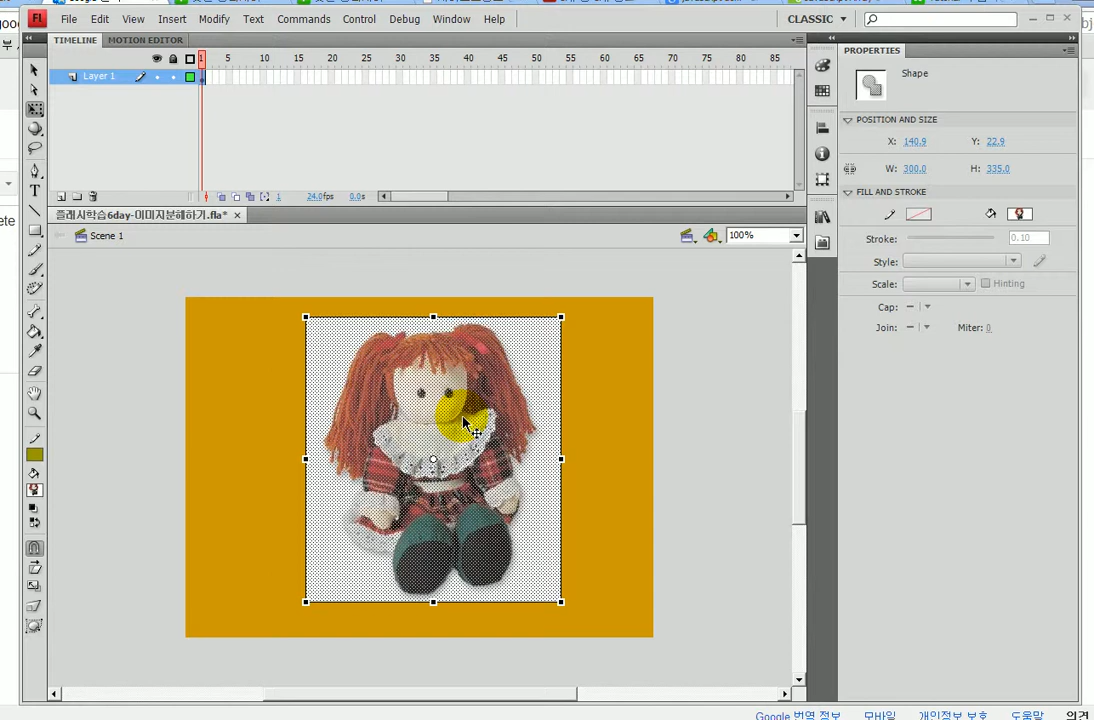 File Edit View Insert Modify Text Commands Control Debug Window Help CLASSIC
TIMELINE MOTION EDITOR
1 5 10 15 20 25 30 35 40 45 50 55 60 65 70 75 80 85
Layer 1
1 24.0fps 0.0s
플래시학습6day-이미지분해하기.fla*
Scene 1 100%
PROPERTIES
Shape
POSITION AND SIZE
X: 140.9 Y: 22.9
W: 300.0 H: 335.0
FILL AND STROKE
Stroke: 0.10
Style:
Scale: Hinting
Cap:
Join: Miter: 0
Google 번역 정보 모바일 개인정보 보호 도움말 의견